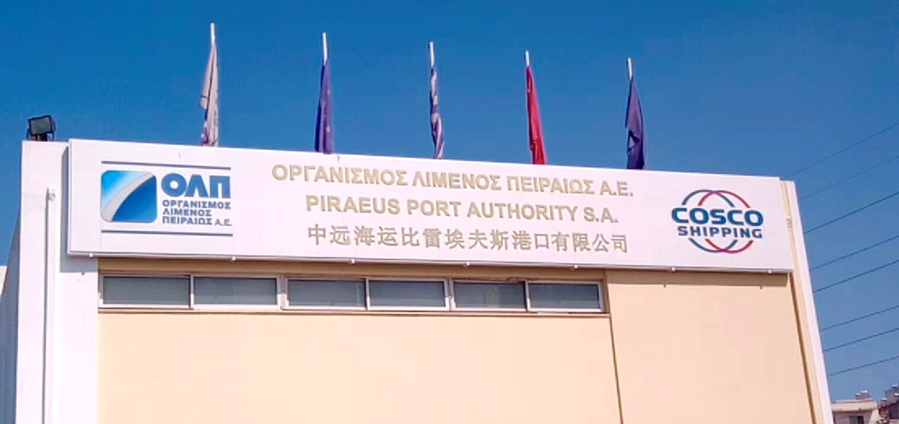 ΟΛΠ
ΟΡΓΑΝΙΣΜΟΣ
ΛΙΜΕΝΟΣ
ΠΕΙΡΑΙΩΣ Α.Ε.
ΟΡΓΑΝΙΣΜΟΣ ΛΙΜΕΝΟΣ ΠΕΙΡΑΙΩΣ Α.Ε.
PIRAEUS PORT AUTHORITY S.A.
中远海运比雷埃夫斯港口有限公司
COSCO
SHIPPING